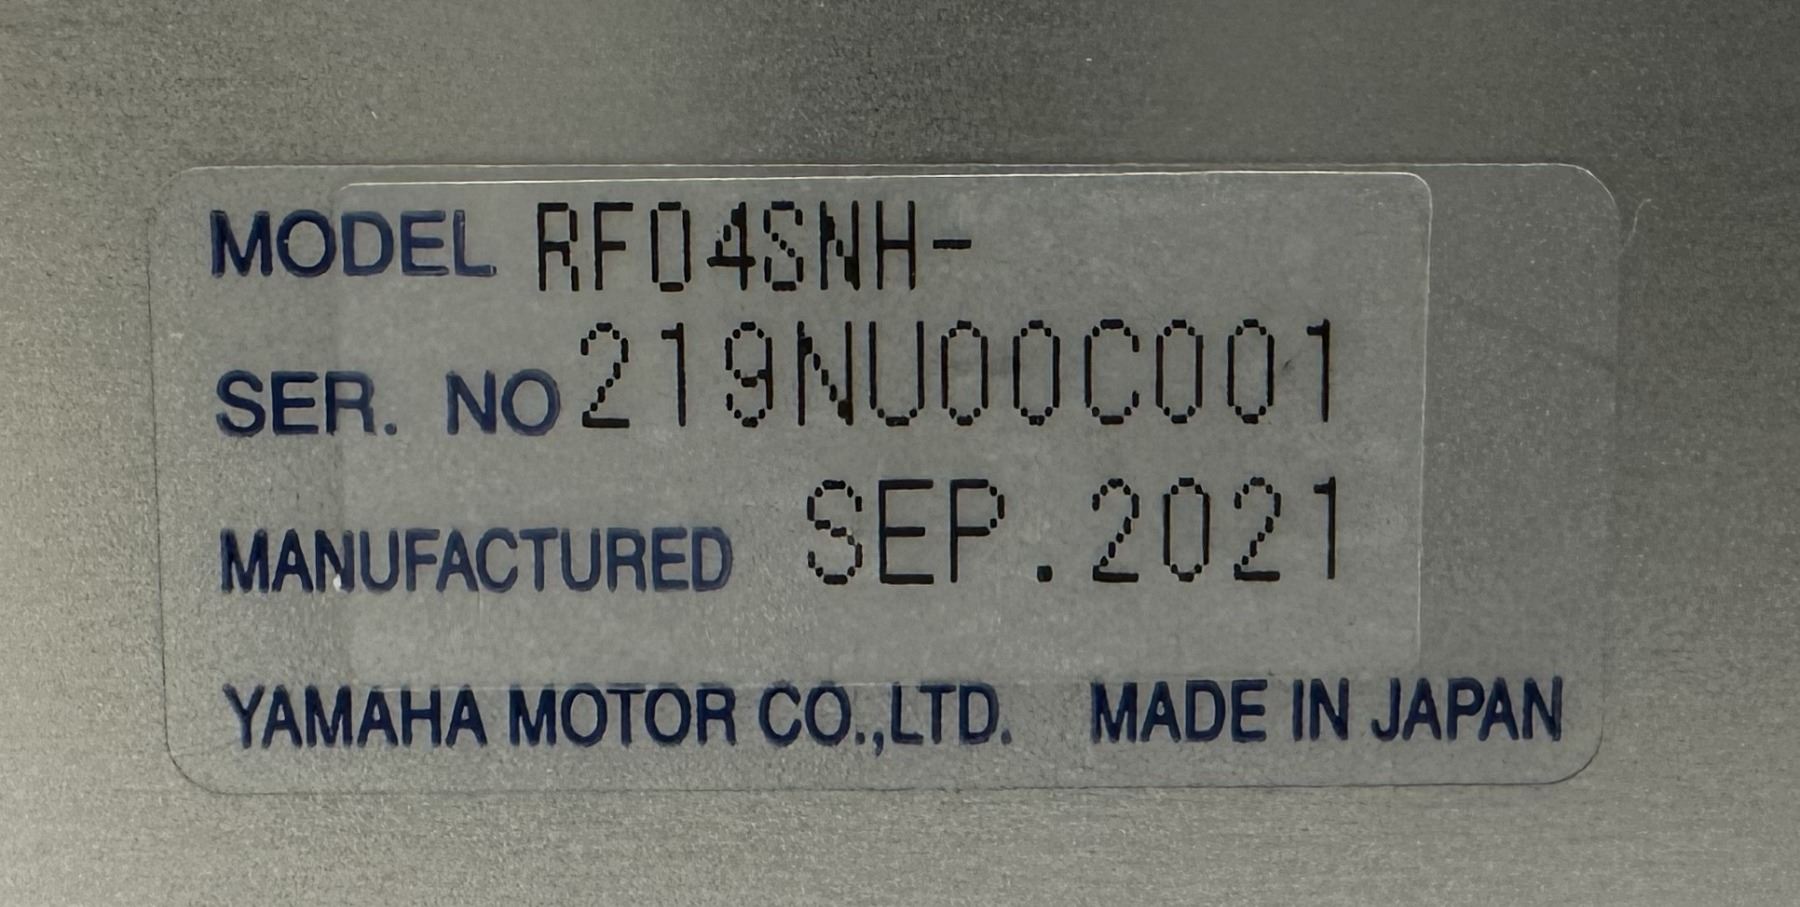 MODEL RF04SNH-
SER. NO 219NU00C001
MANUFACTURED SEP.2021
YAMAHA MOTOR CO.,LTD. MADE IN JAPAN